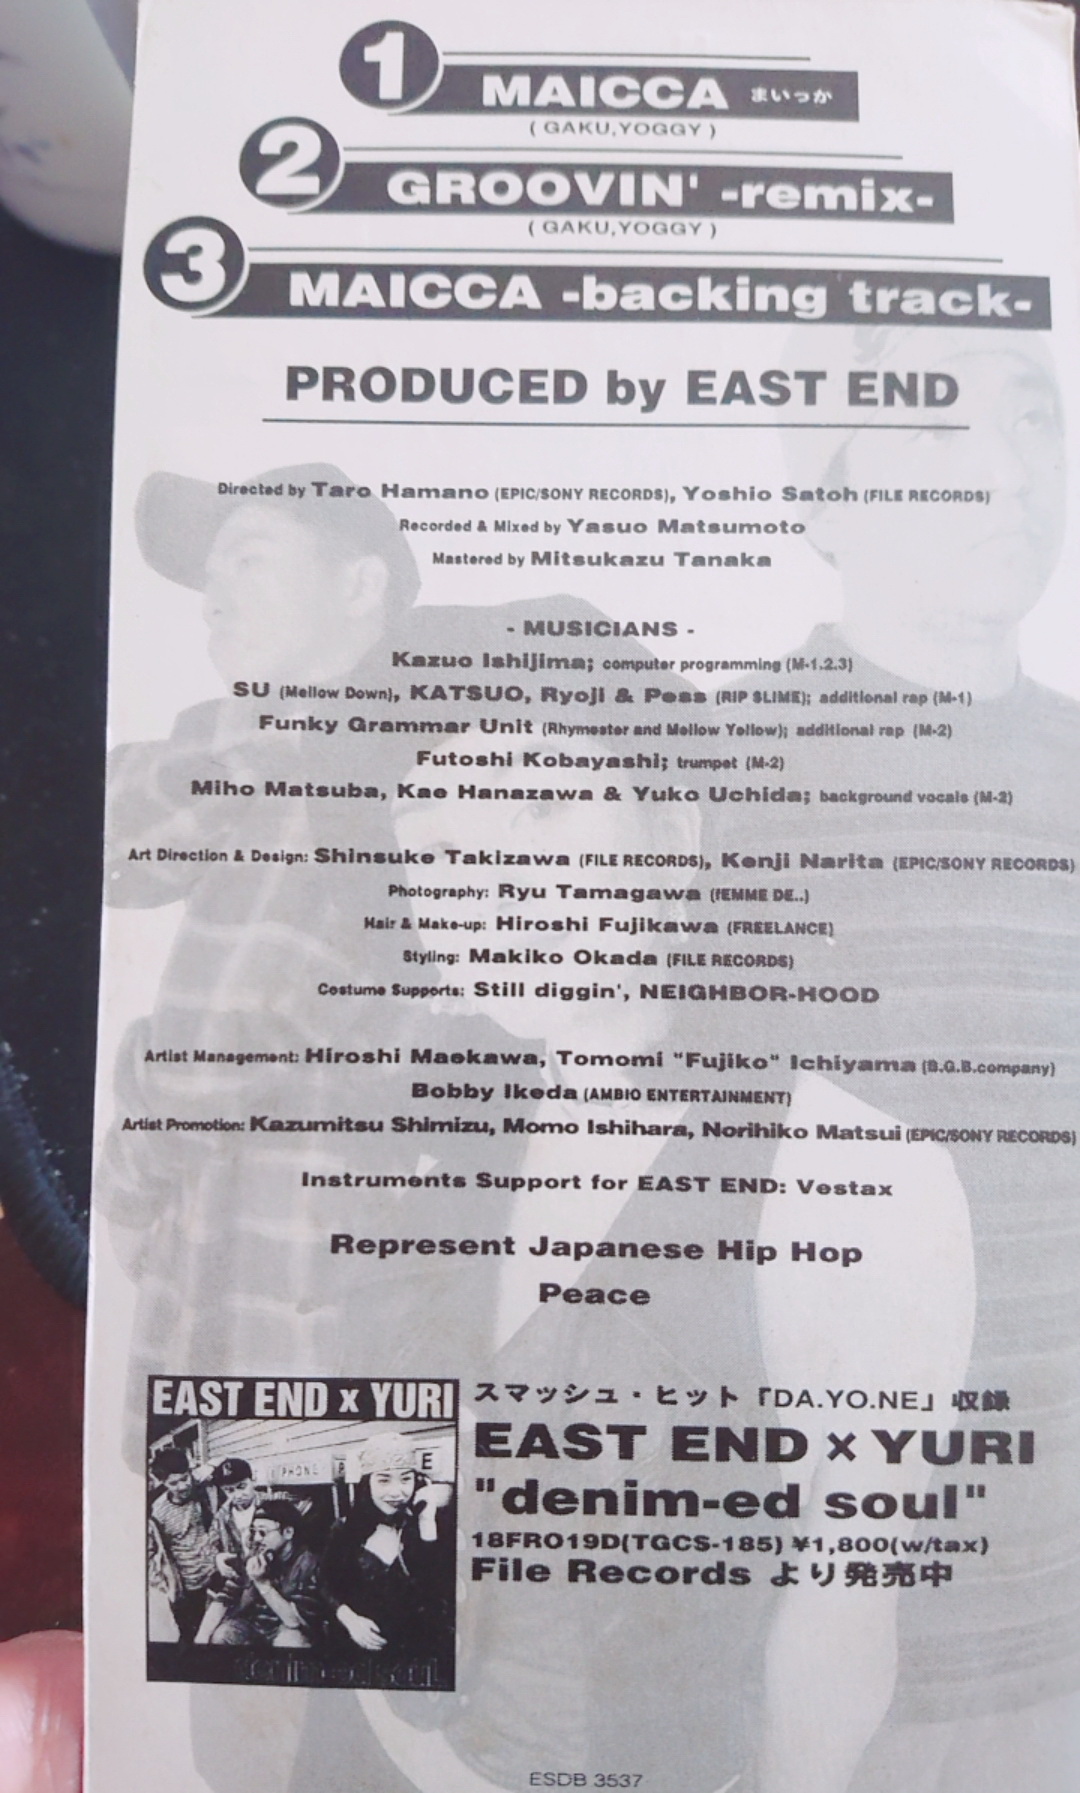 1 MAICCA まいっか
( GAKU,YOGGY )
2 GROOVIN' -remix-
( GAKU,YOGGY )
3 MAICCA -backing track-
PRODUCED by EAST END
Directed by Taro Hamano (EPIC/SONY RECORDS), Yoshio Satoh (FILE RECORDS)
Recorded & Mixed by Yasuo Matsumoto
Mastered by Mitsukazu Tanaka
- MUSICIANS -
Kazuo Ishijima; computer programming (M-1.2.3)
SU (Mellow Down), KATSUO, Ryoji & Pess (RIP SLIME); additional rap (M-1)
Funky Grammar Unit (Rhymester and Mellow Yellow); additional rap (M-2)
Futoshi Kobayashi; trumpet (M-2)
Miho Matsuba, Kae Hanazawa & Yuko Uchida; background vocals (M-2)
Art Direction & Design: Shinsuke Takizawa (FILE RECORDS), Kenji Narita (EPIC/SONY RECORDS)
Photography: Ryu Tamagawa (fEMME DE..)
Hair & Make-up: Hiroshi Fujikawa (FREELANCE)
Styling: Makiko Okada (FILE RECORDS)
Costume Supports: Still diggin', NEIGHBOR-HOOD
Artist Management: Hiroshi Maekawa, Tomomi "Fujiko" Ichiyama (B.G.B.company)
Bobby Ikeda (AMBIO ENTERTAINMENT)
Artist Promotion: Kazumitsu Shimizu, Momo Ishihara, Norihiko Matsui (EPIC/SONY RECORDS)
Instruments Support for EAST END: Vestax
Represent Japanese Hip Hop
Peace
EAST END x YURI
PHONE
E
denim-ed soul
スマッシュ・ヒット「DA.YO.NE」収録
EAST END × YURI
"denim-ed soul"
18FR019D(TGCS-185) ¥1,800(w/tax)
File Records より発売中
ESDB 3537